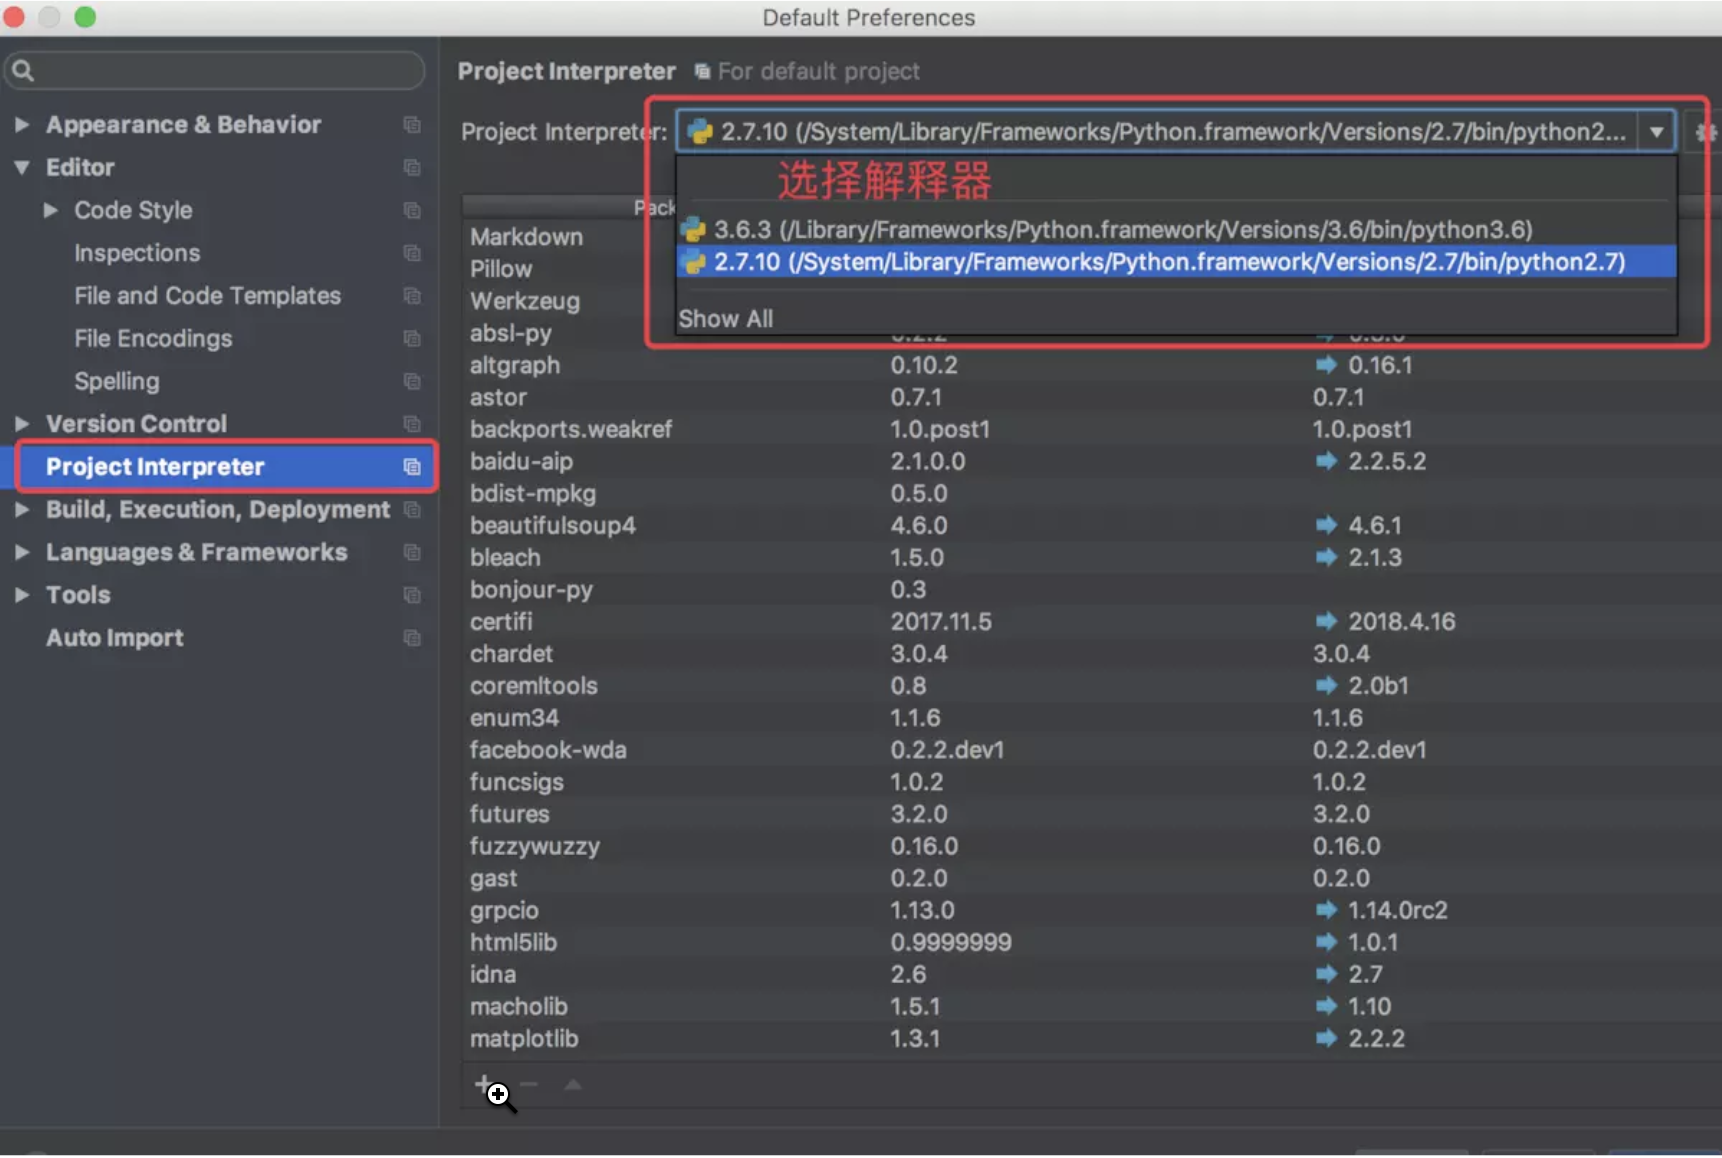 Default Preferences
Project Interpreter For default project
Appearance & Behavior
Editor
Code Style
Inspections
File and Code Templates
File Encodings
Spelling
Version Control
Project Interpreter
Build, Execution, Deployment
Languages & Frameworks
Tools
Auto Import
Project Interpreter: 2.7.10 (/System/Library/Frameworks/Python.framework/Versions/2.7/bin/python2...
选择解释器
3.6.3 (/Library/Frameworks/Python.framework/Versions/3.6/bin/python3.6)
2.7.10 (/System/Library/Frameworks/Python.framework/Versions/2.7/bin/python2.7)
Show All
Pack
Markdown
Pillow
Werkzeug
absl-py
altgraph 0.10.2 0.16.1
astor 0.7.1 0.7.1
backports.weakref 1.0.post1 1.0.post1
baidu-aip 2.1.0.0 2.2.5.2
bdist-mpkg 0.5.0
beautifulsoup4 4.6.0 4.6.1
bleach 1.5.0 2.1.3
bonjour-py 0.3
certifi 2017.11.5 2018.4.16
chardet 3.0.4 3.0.4
coremltools 0.8 2.0b1
enum34 1.1.6 1.1.6
facebook-wda 0.2.2.dev1 0.2.2.dev1
funcsigs 1.0.2 1.0.2
futures 3.2.0 3.2.0
fuzzywuzzy 0.16.0 0.16.0
gast 0.2.0 0.2.0
grpcio 1.13.0 1.14.0rc2
html5lib 0.9999999 1.0.1
idna 2.6 2.7
macholib 1.5.1 1.10
matplotlib 1.3.1 2.2.2